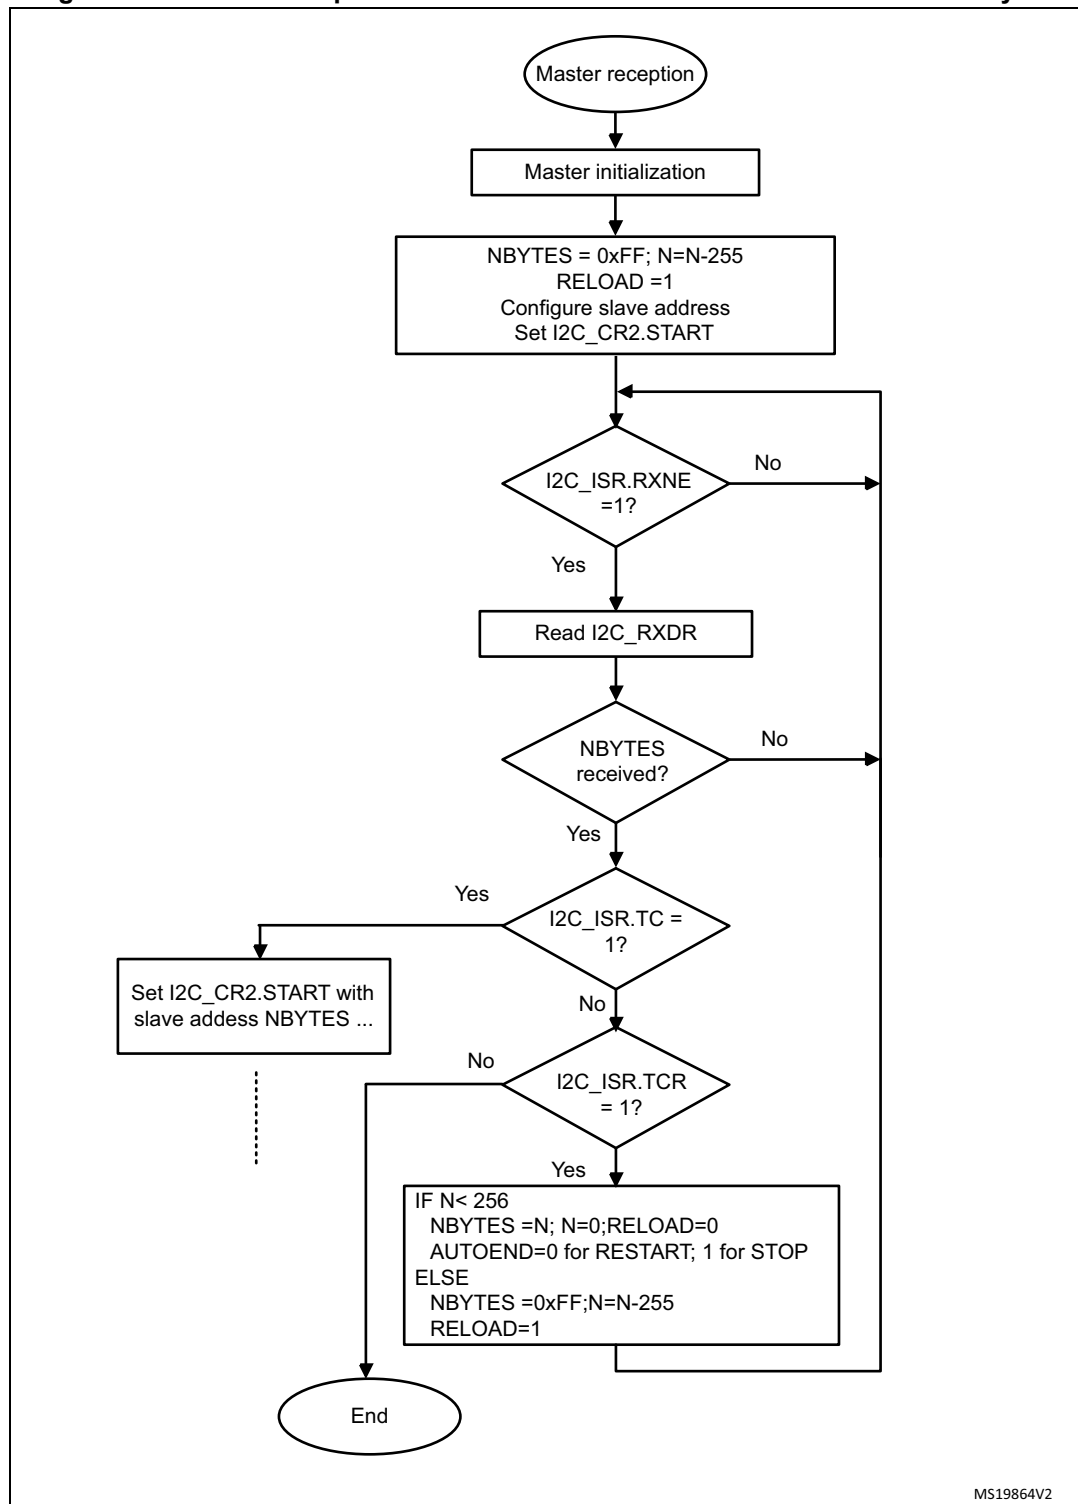 Master reception
Master initialization
NBYTES = 0xFF; N=N-255
RELOAD =1
Configure slave address
Set I2C_CR2.START
I2C_ISR.RXNE
=1?
No
Yes
Read I2C_RXDR
NBYTES
received?
No
Yes
I2C_ISR.TC =
1?
Yes
Set I2C_CR2.START with
slave addess NBYTES ...
No
I2C_ISR.TCR
= 1?
No
Yes
IF N< 256
NBYTES =N; N=0;RELOAD=0
AUTOEND=0 for RESTART; 1 for STOP
ELSE
NBYTES =0xFF;N=N-255
RELOAD=1
End
MS19864V2